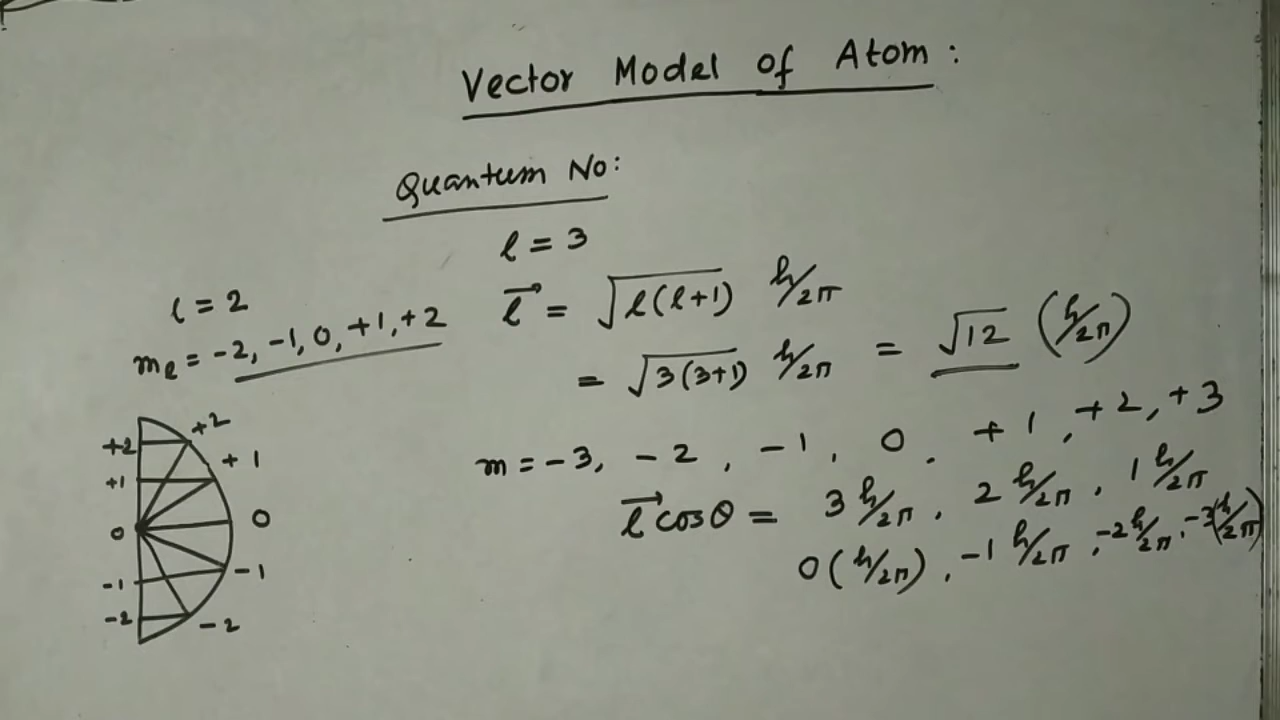 Vector Model of Atom :
Quantum No:
l = 3
l = 2
mℓ = -2, -1, 0, +1, +2
l⃗ = √l(l+1) h/2π
= √3(3+1) h/2π = √12 (h/2π)
m = -3, -2, -1, 0, +1, +2, +3
l⃗ cosθ = 3 h/2π, 2 h/2π, 1 h/2π
0(h/2π), -1 h/2π, -2 h/2π, -3(h/2π)
+2 +2
+1 +1
0 0
-1 -1
-2 -2